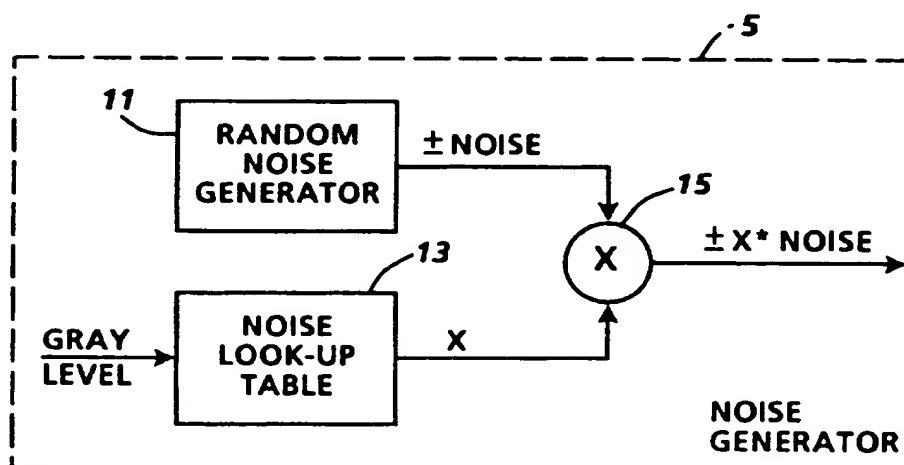 5
11
RANDOM
NOISE
GENERATOR
± NOISE
15
± X* NOISE
X
13
GRAY
LEVEL
NOISE
LOOK-UP
TABLE
X
NOISE
GENERATOR